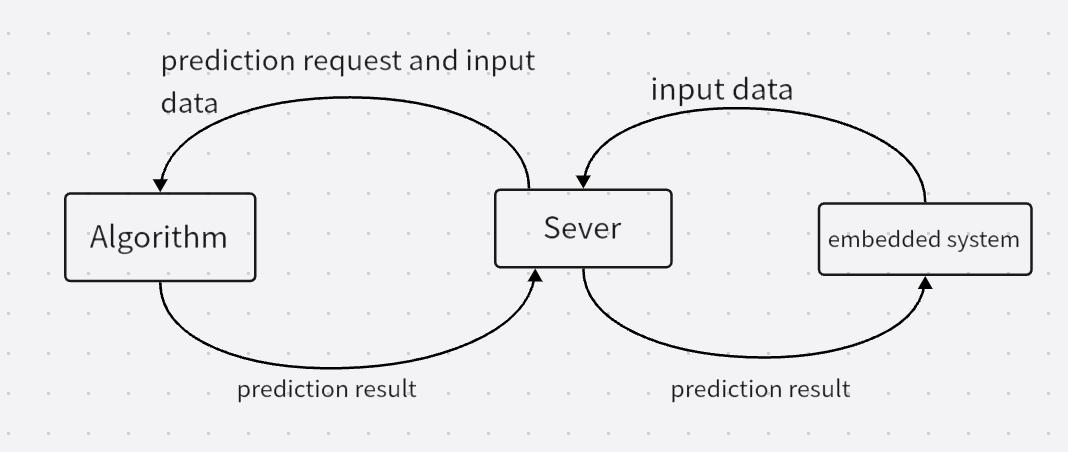 prediction request and input
data
input data
Algorithm
Sever
embedded system
prediction result
prediction result